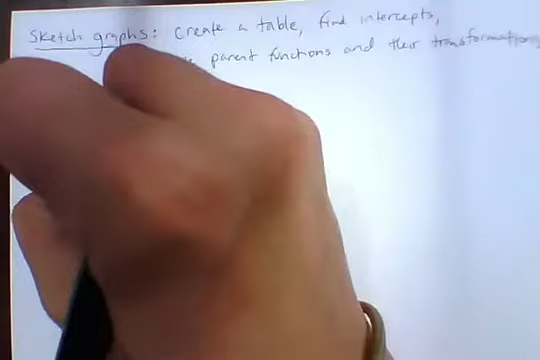 Sketch graphs: create a table, find intercepts,
parent functions and their transformations